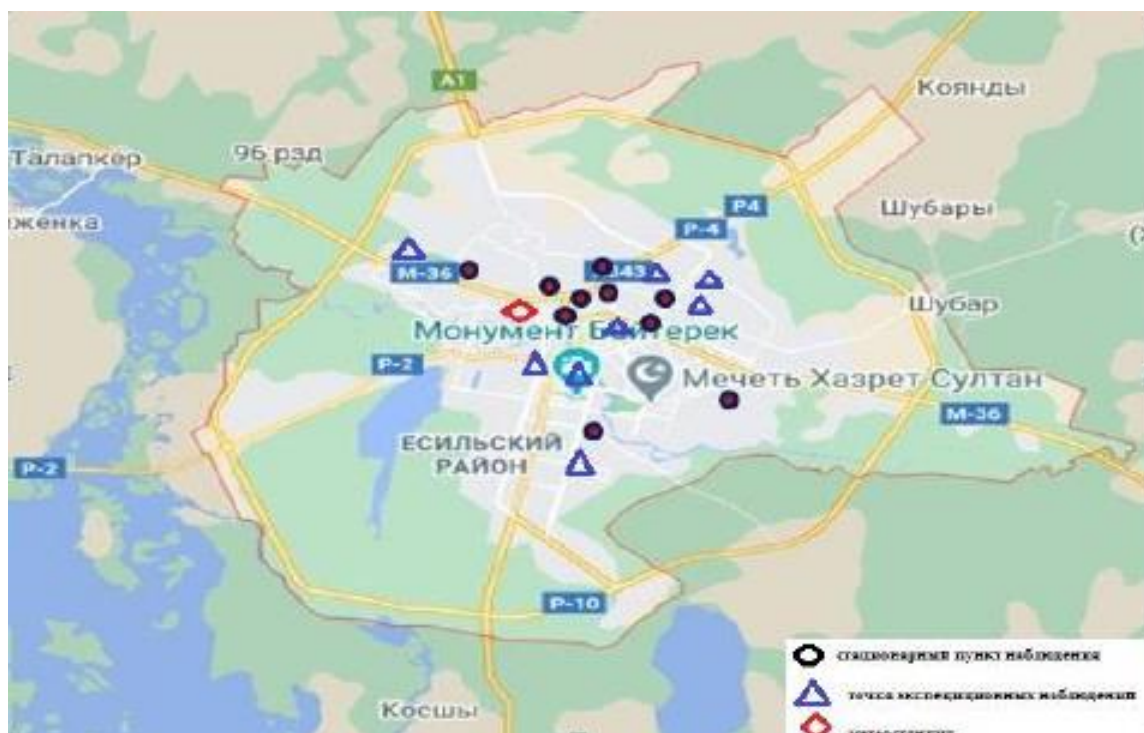 A1
Коянды
Талапкер
96 рзд
женка
Шубары
P4
P-4
M-36
343
Шубар
Монумент Байтерек
P-2
Мечеть Хазрет Султан
M-36
ЕСИЛЬСКИЙ
РАЙОН
P-2
P-10
Косшы
стационарный пункт наблюдения
точка экспедиционных наблюдений